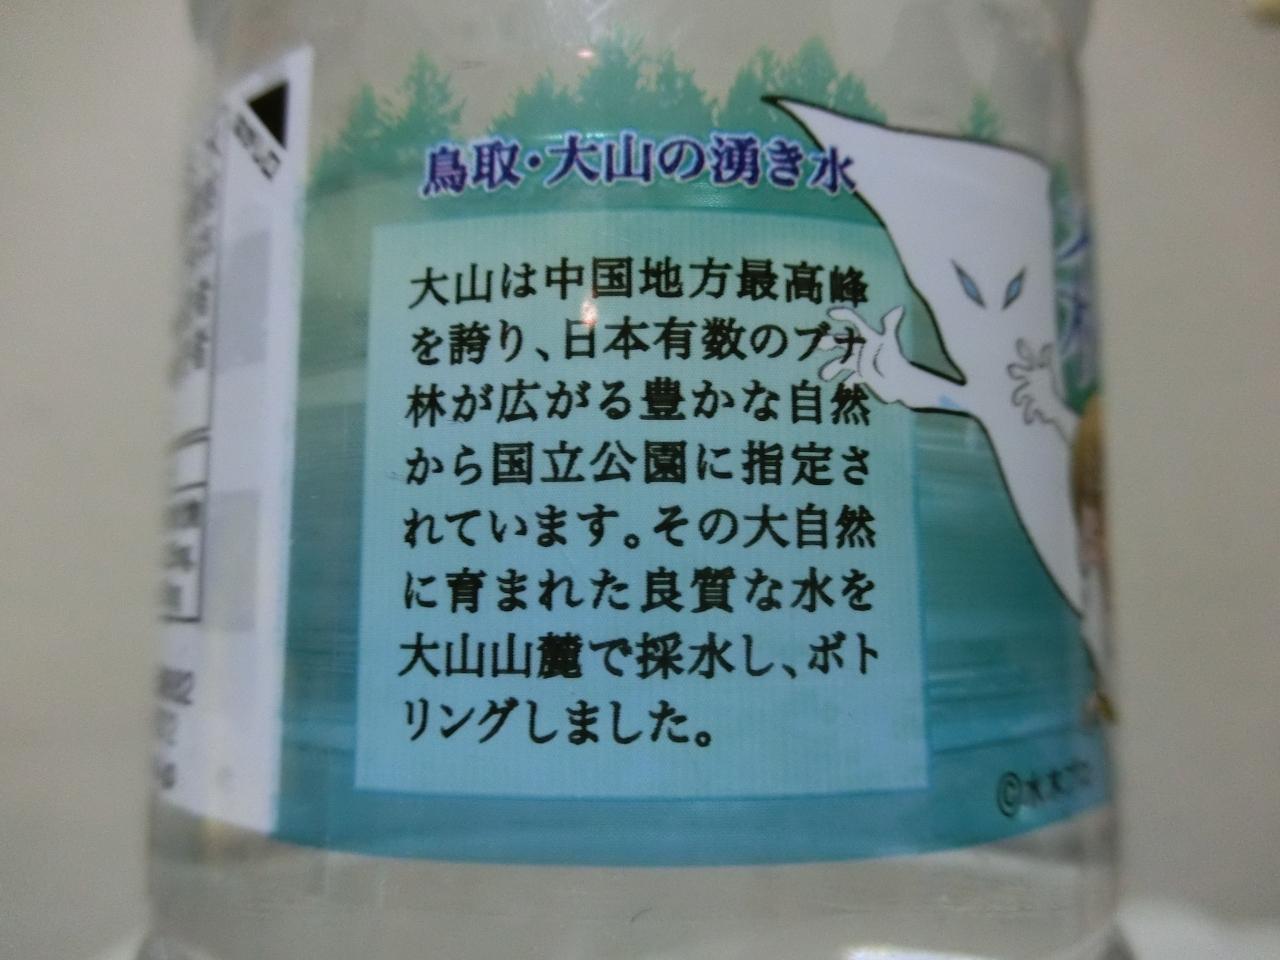 鳥取・大山の湧き水
大山は中国地方最高峰
を誇り、日本有数のブナ
林が広がる豊かな自然
から国立公園に指定さ
れています。その大自然
に育まれた良質な水を
大山山麓で採水し、ボト
リングしました。
©水木プロ